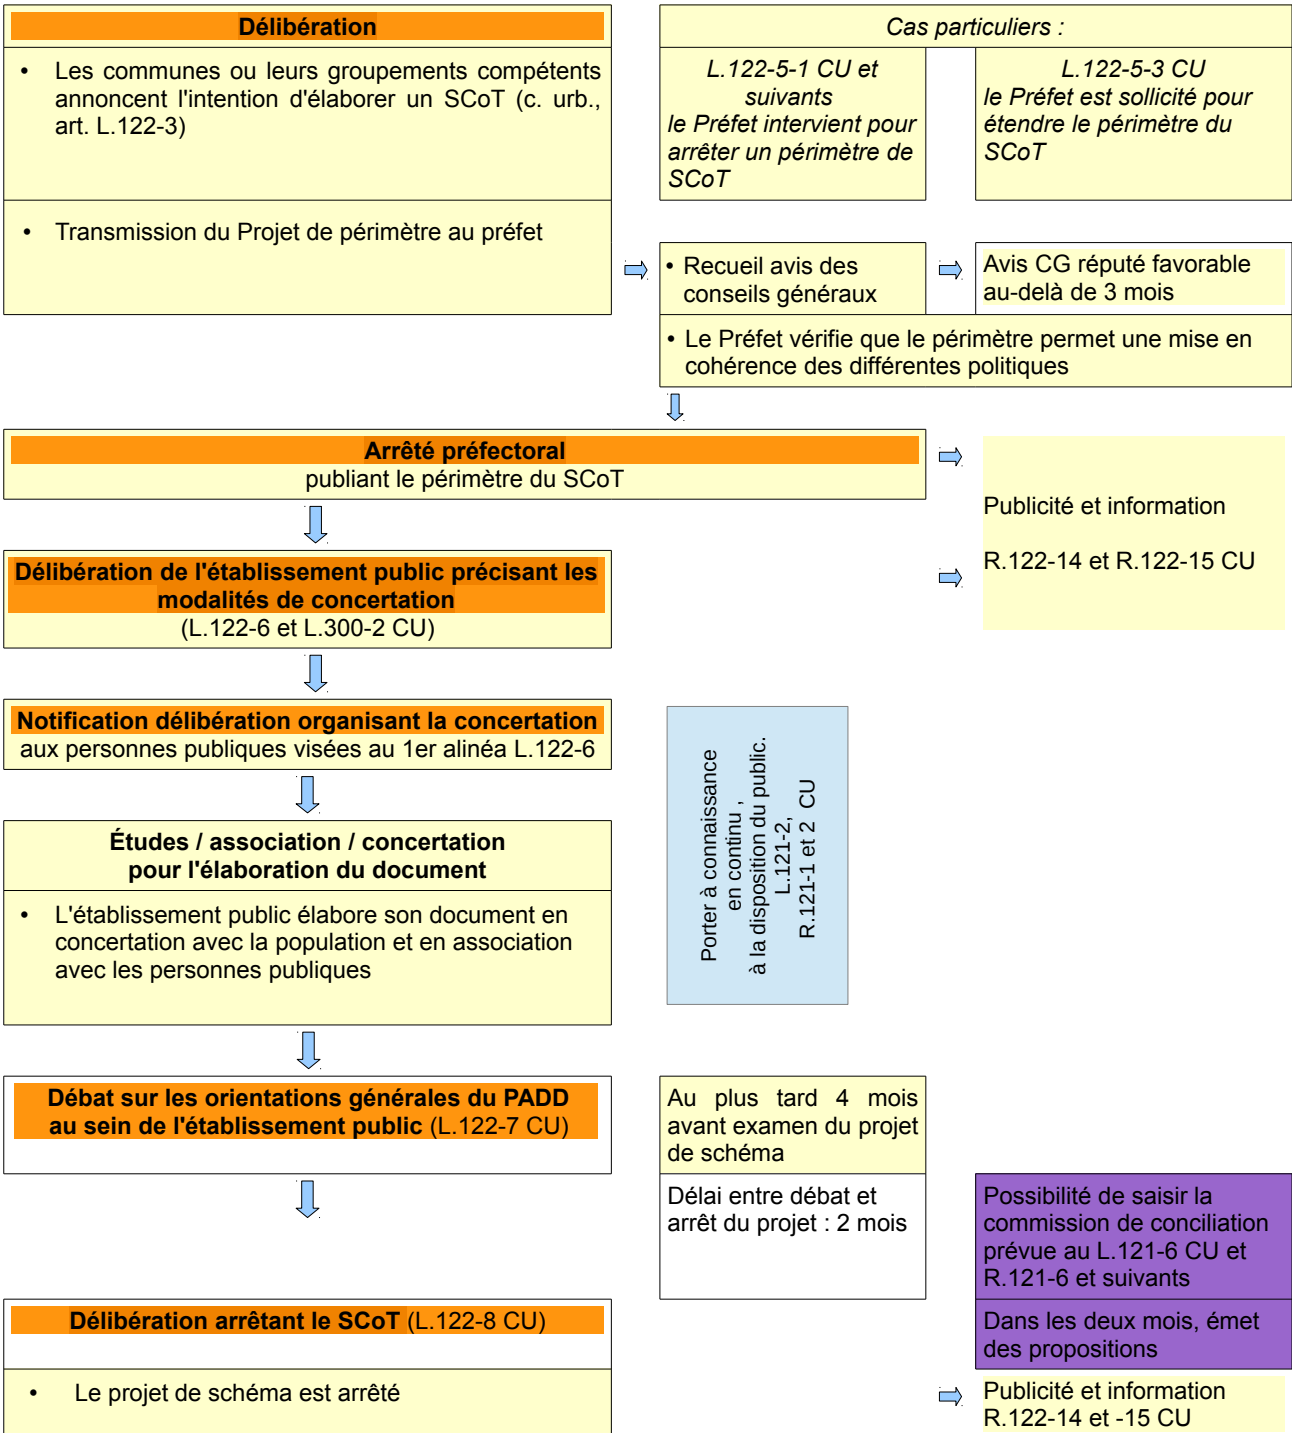 Délibération
• Les communes ou leurs groupements compétents
annoncent l'intention d'élaborer un SCoT (c. urb.,
art. L.122-3)
• Transmission du Projet de périmètre au préfet
Cas particuliers :
L.122-5-1 CU et
suivants
le Préfet intervient pour
arrêter un périmètre de
SCoT
L.122-5-3 CU
le Préfet est sollicité pour
étendre le périmètre du
SCoT
• Recueil avis des
conseils généraux
Avis CG réputé favorable
au-delà de 3 mois
• Le Préfet vérifie que le périmètre permet une mise en
cohérence des différentes politiques
Arrêté préfectoral
publiant le périmètre du SCoT
Publicité et information
R.122-14 et R.122-15 CU
Délibération de l'établissement public précisant les
modalités de concertation
(L.122-6 et L.300-2 CU)
Notification délibération organisant la concertation
aux personnes publiques visées au 1er alinéa L.122-6
Porter à connaissance
en continu ,
à la disposition du public.
L.121-2,
R.121-1 et 2 CU
Études / association / concertation
pour l'élaboration du document
• L'établissement public élabore son document en
concertation avec la population et en association
avec les personnes publiques
Débat sur les orientations générales du PADD
au sein de l'établissement public (L.122-7 CU)
Au plus tard 4 mois
avant examen du projet
de schéma
Délai entre débat et
arrêt du projet : 2 mois
Possibilité de saisir la
commission de conciliation
prévue au L.121-6 CU et
R.121-6 et suivants
Dans les deux mois, émet
des propositions
Délibération arrêtant le SCoT (L.122-8 CU)
• Le projet de schéma est arrêté
Publicité et information
R.122-14 et -15 CU